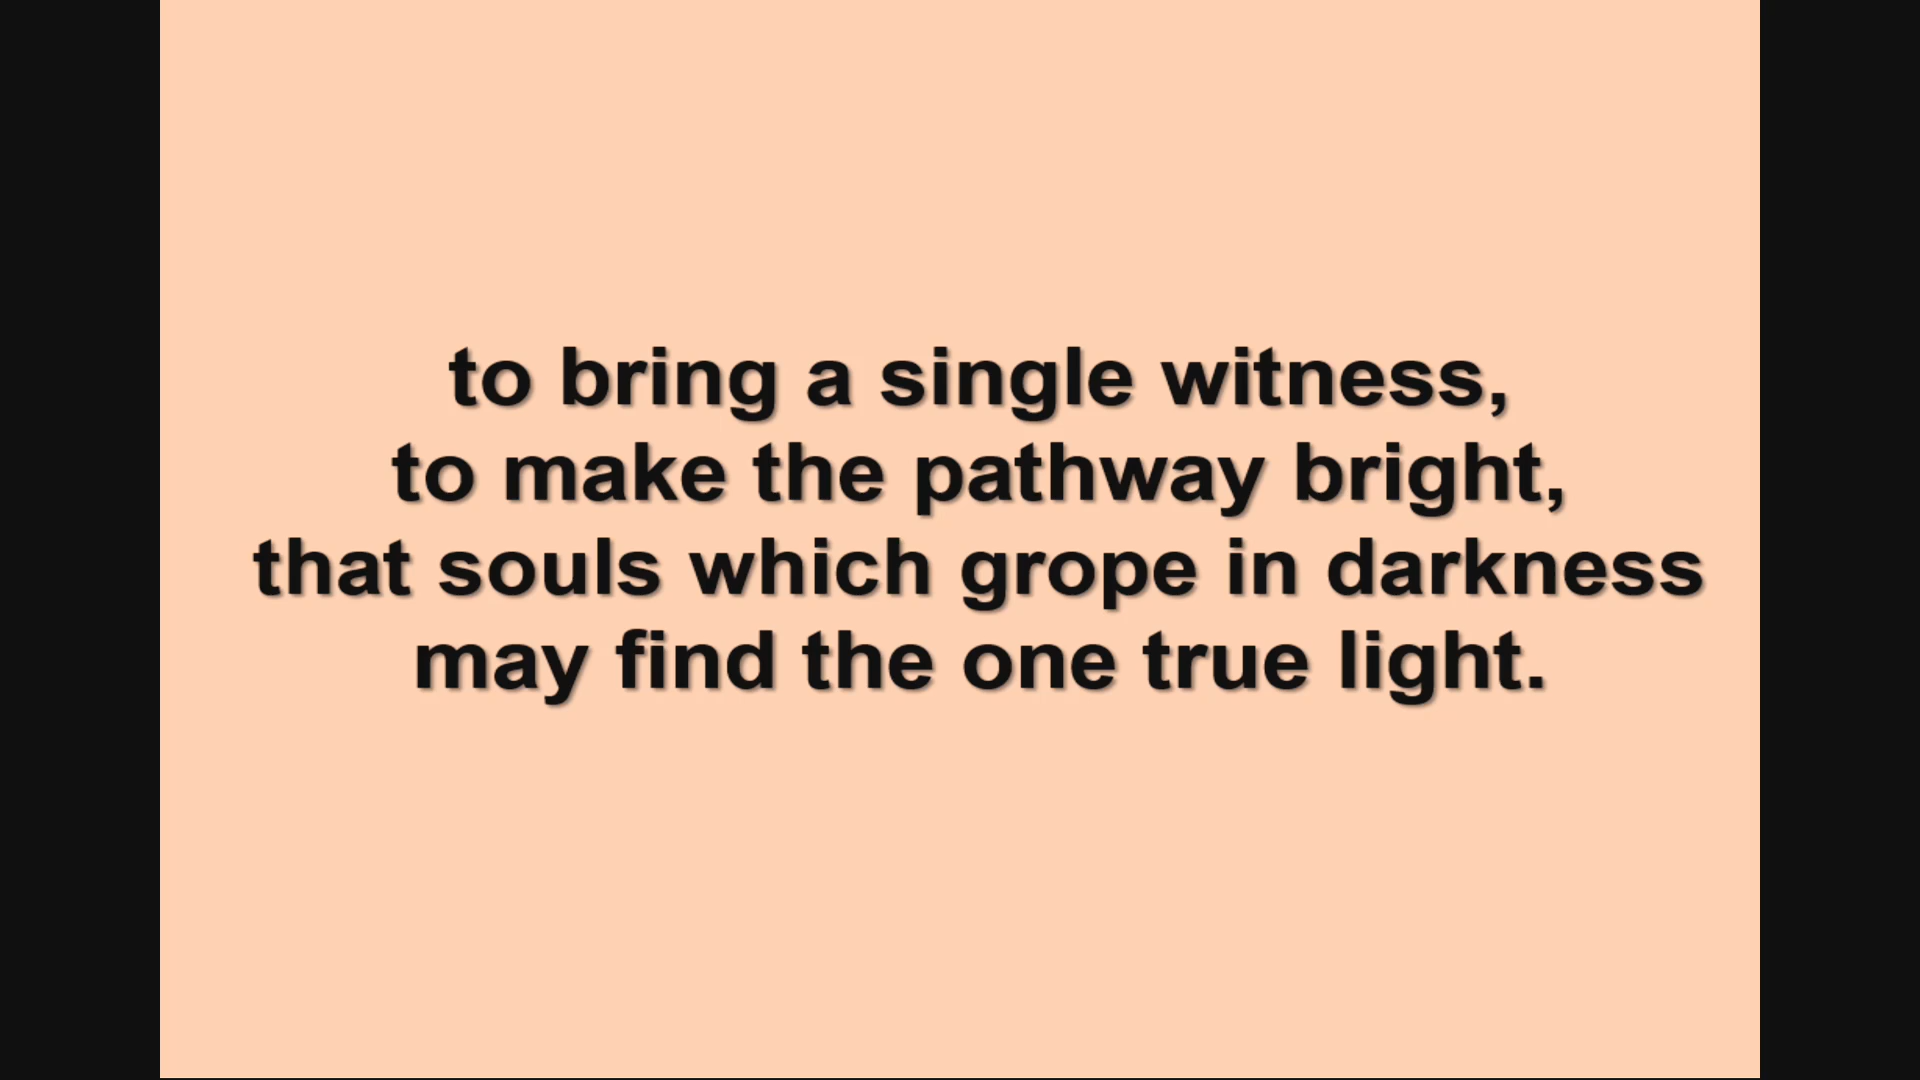 to bring a single witness,
to make the pathway bright,
that souls which grope in darkness
may find the one true light.